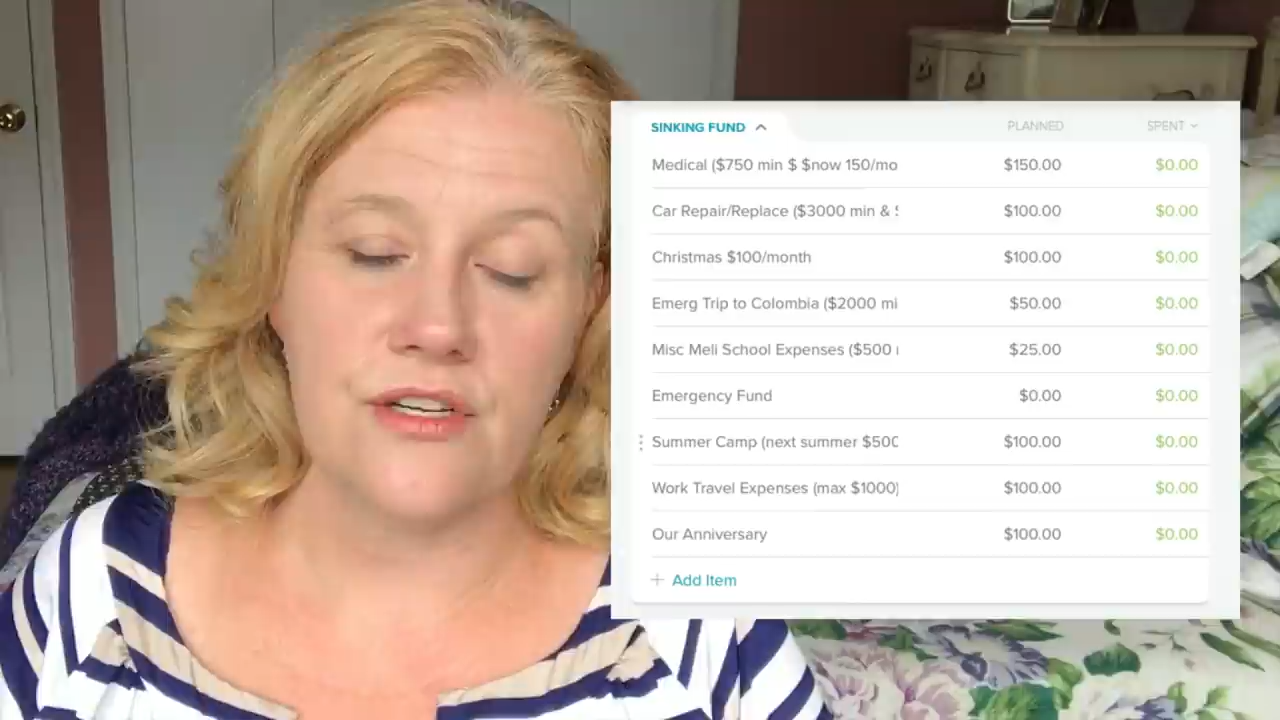 SINKING FUND PLANNED SPENT
Medical ($750 min $ $now 150/mo $150.00 $0.00
Car Repair/Replace ($3000 min & $100.00 $0.00
Christmas $100/month $100.00 $0.00
Emerg Trip to Colombia ($2000 mi $50.00 $0.00
Misc Meli School Expenses ($500 $25.00 $0.00
Emergency Fund $0.00 $0.00
Summer Camp (next summer $500 $100.00 $0.00
Work Travel Expenses (max $1000) $100.00 $0.00
Our Anniversary $100.00 $0.00
+ Add Item